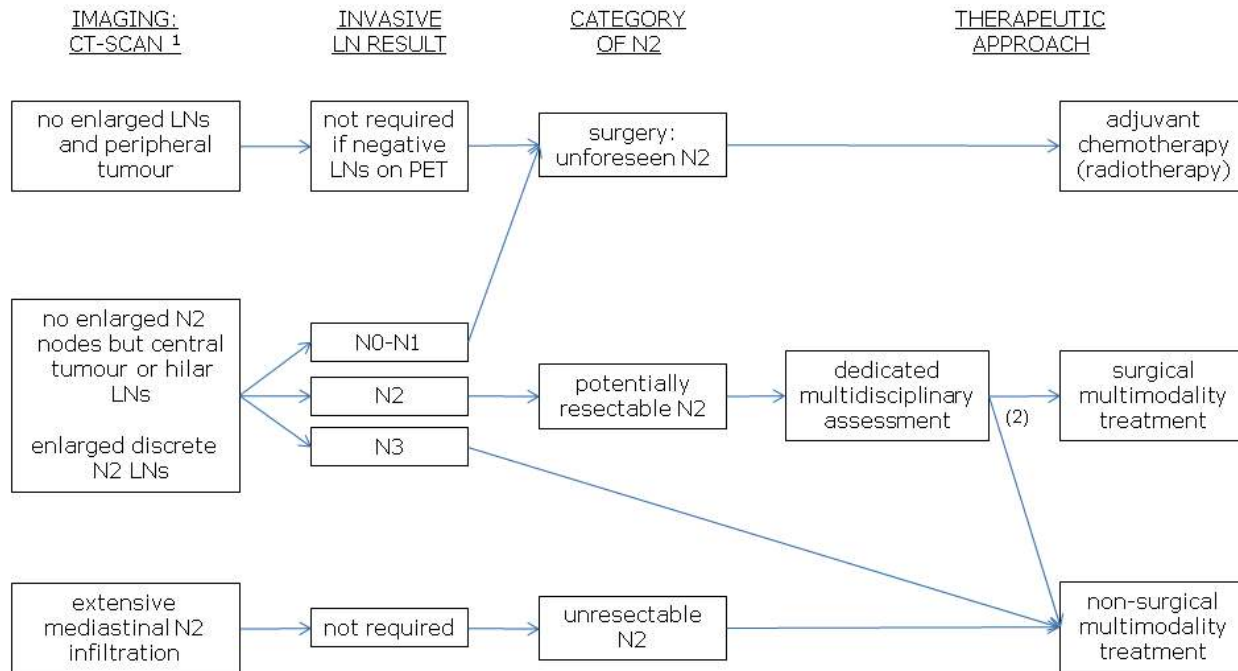 IMAGING:
CT-SCAN ¹
INVASIVE
LN RESULT
CATEGORY
OF N2
THERAPEUTIC
APPROACH
no enlarged LNs
and peripheral
tumour
not required
if negative
LNs on PET
surgery:
unforeseen N2
adjuvant
chemotherapy
(radiotherapy)
no enlarged N2
nodes but central
tumour or hilar
LNs
enlarged discrete
N2 LNs
N0-N1
N2
N3
potentially
resectable N2
dedicated
multidisciplinary
assessment
(2)
surgical
multimodality
treatment
extensive
mediastinal N2
infiltration
not required
unresectable
N2
non-surgical
multimodality
treatment